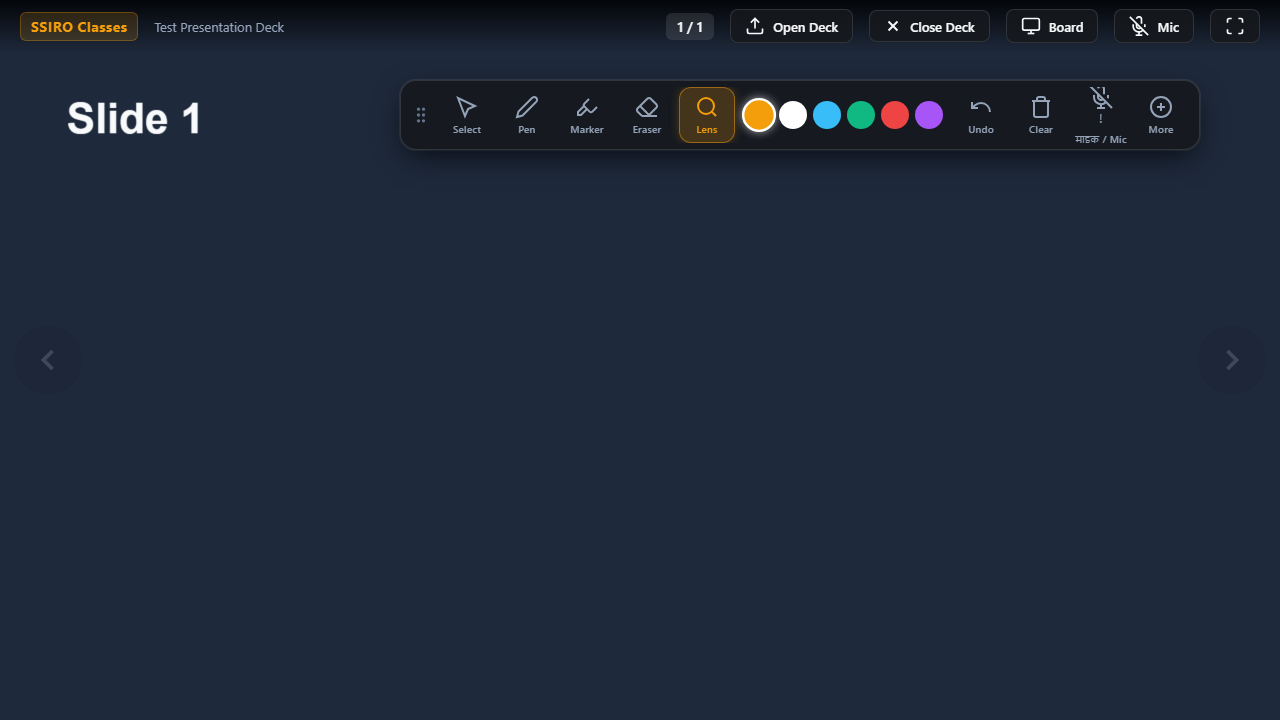 SSIRO Classes
Test Presentation Deck
1 / 1
Open Deck
Close Deck
Board
Mic
Slide 1
Select
Pen
Marker
Eraser
Lens
Undo
Clear
!
माइक / Mic
More